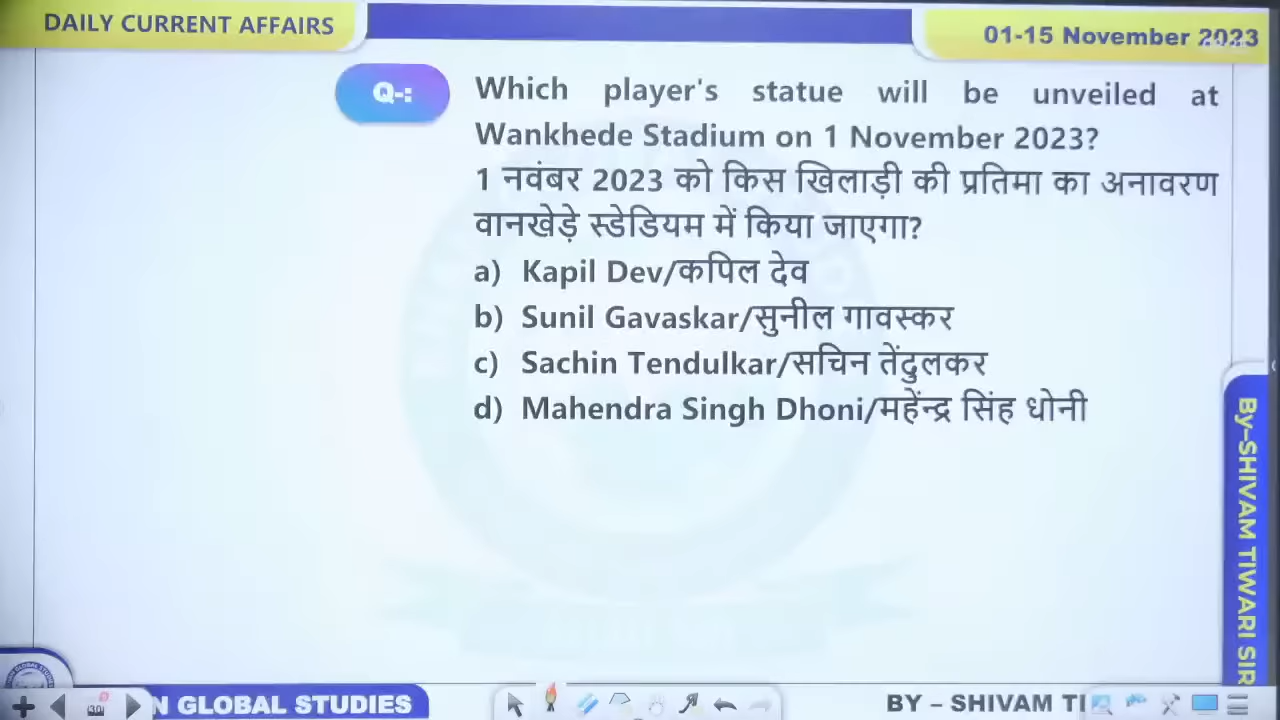 DAILY CURRENT AFFAIRS
01-15 November 2023
Q-:
Which player's statue will be unveiled at
Wankhede Stadium on 1 November 2023?
1 नवंबर 2023 को किस खिलाड़ी की प्रतिमा का अनावरण
वानखेड़े स्टेडियम में किया जाएगा?
a) Kapil Dev/कपिल देव
b) Sunil Gavaskar/सुनील गावस्कर
c) Sachin Tendulkar/सचिन तेंदुलकर
d) Mahendra Singh Dhoni/महेंन्द्र सिंह धोनी
By-SHIVAM TIWARI SIR
N GLOBAL STUDIES
BY – SHIVAM TI